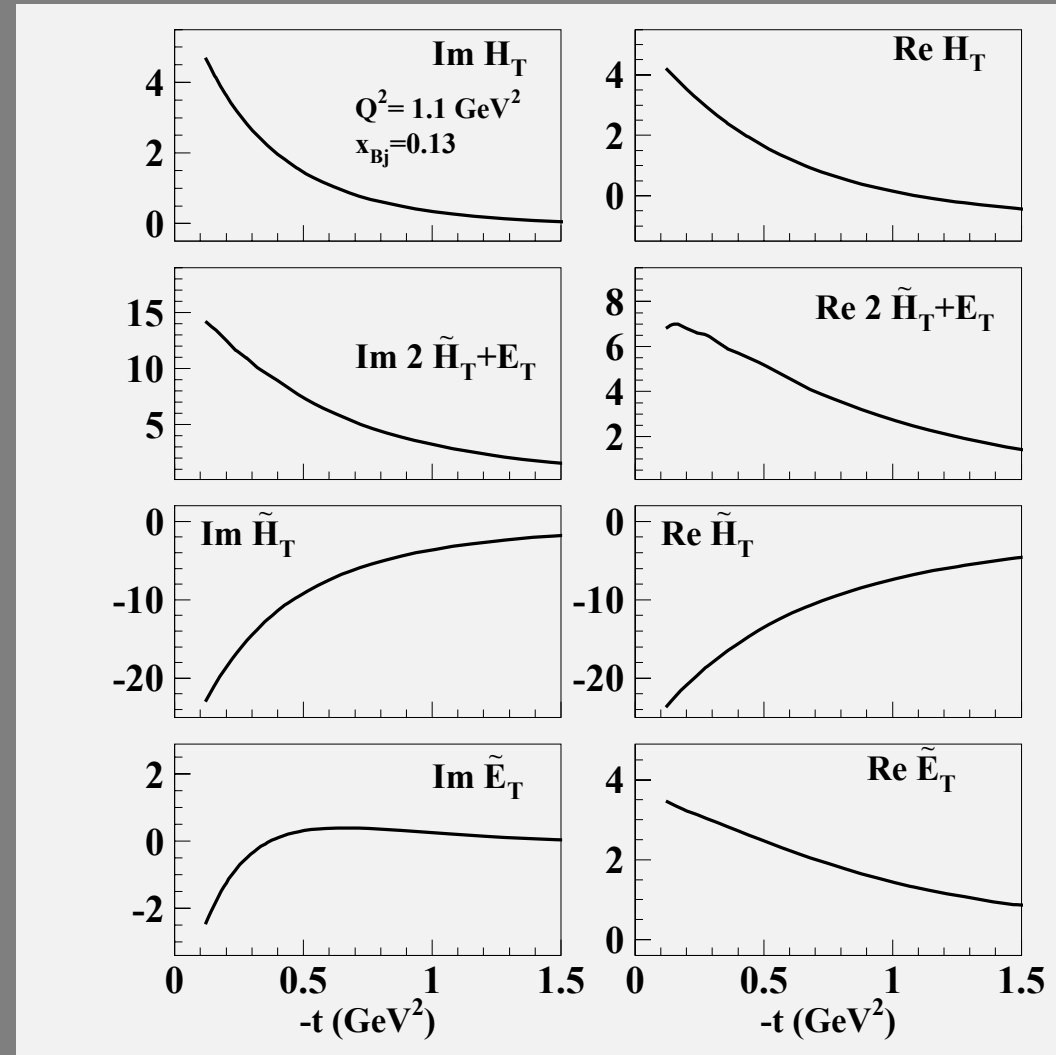 Im H_T
Q^2= 1.1 GeV^2
x_Bj=0.13
4
2
0
Re H_T
4
2
0
Im 2 H̃_T+E_T
15
10
5
Re 2 H̃_T+E_T
8
6
4
2
Im H̃_T
0
-10
-20
Re H̃_T
0
-10
-20
Im Ẽ_T
2
0
-2
Re Ẽ_T
4
2
0
0 0.5 1 1.5
0 0.5 1 1.5
-t (GeV^2)
-t (GeV^2)